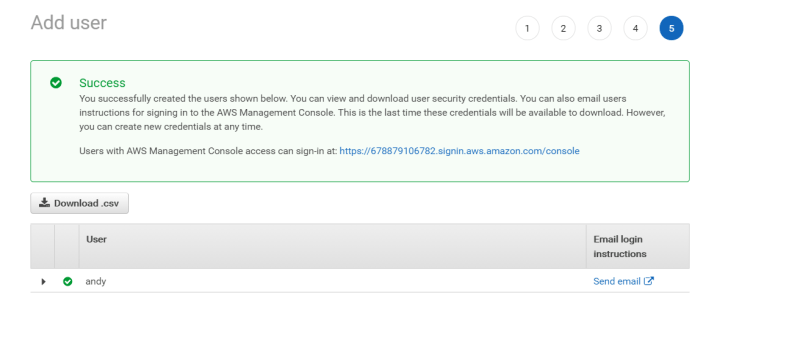 Add user
1 2 3 4 5
Success
You successfully created the users shown below. You can view and download user security credentials. You can also email users
instructions for signing in to the AWS Management Console. This is the last time these credentials will be available to download. However,
you can create new credentials at any time.
Users with AWS Management Console access can sign-in at: https://678879106782.signin.aws.amazon.com/console
Download .csv
User
Email login
instructions
andy
Send email